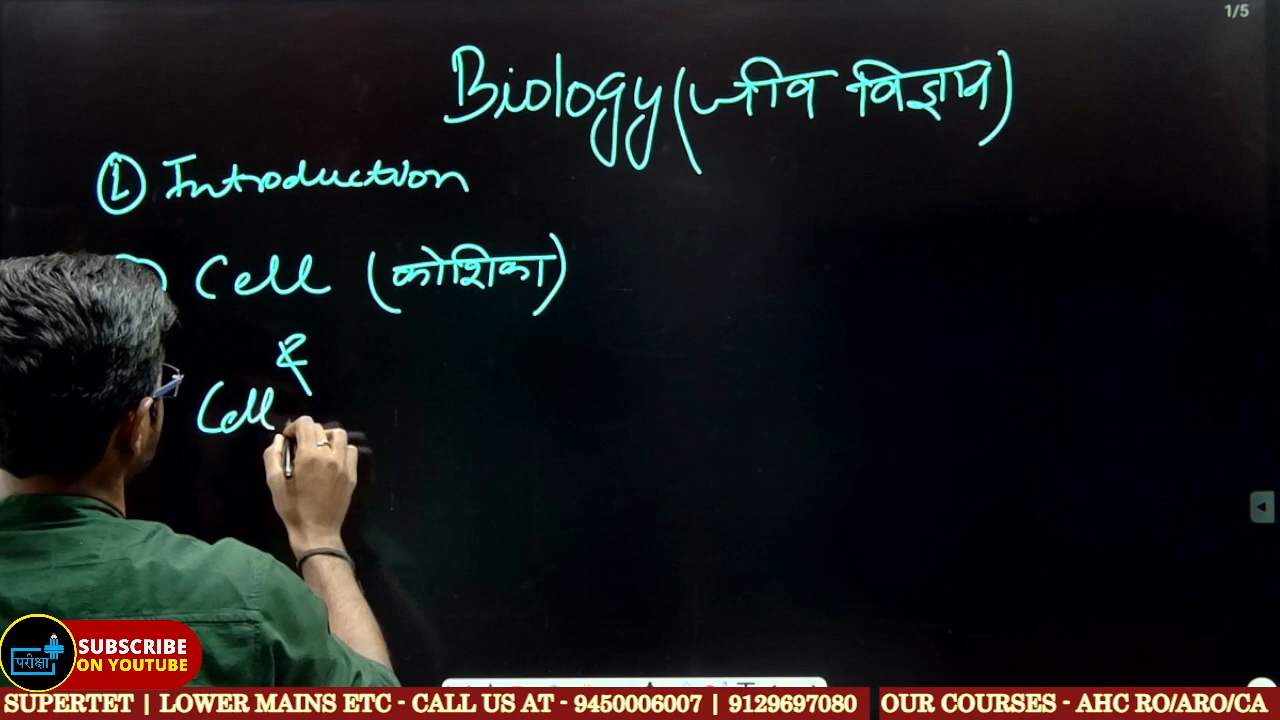 1/5
Biology (जीव विज्ञान)
① Introduction
Cell (कोशिका)
&
Cell
परीक्षा
SUBSCRIBE
ON YOUTUBE
SUPERTET | LOWER MAINS ETC - CALL US AT - 9450006007 | 9129697080 OUR COURSES - AHC RO/ARO/CA